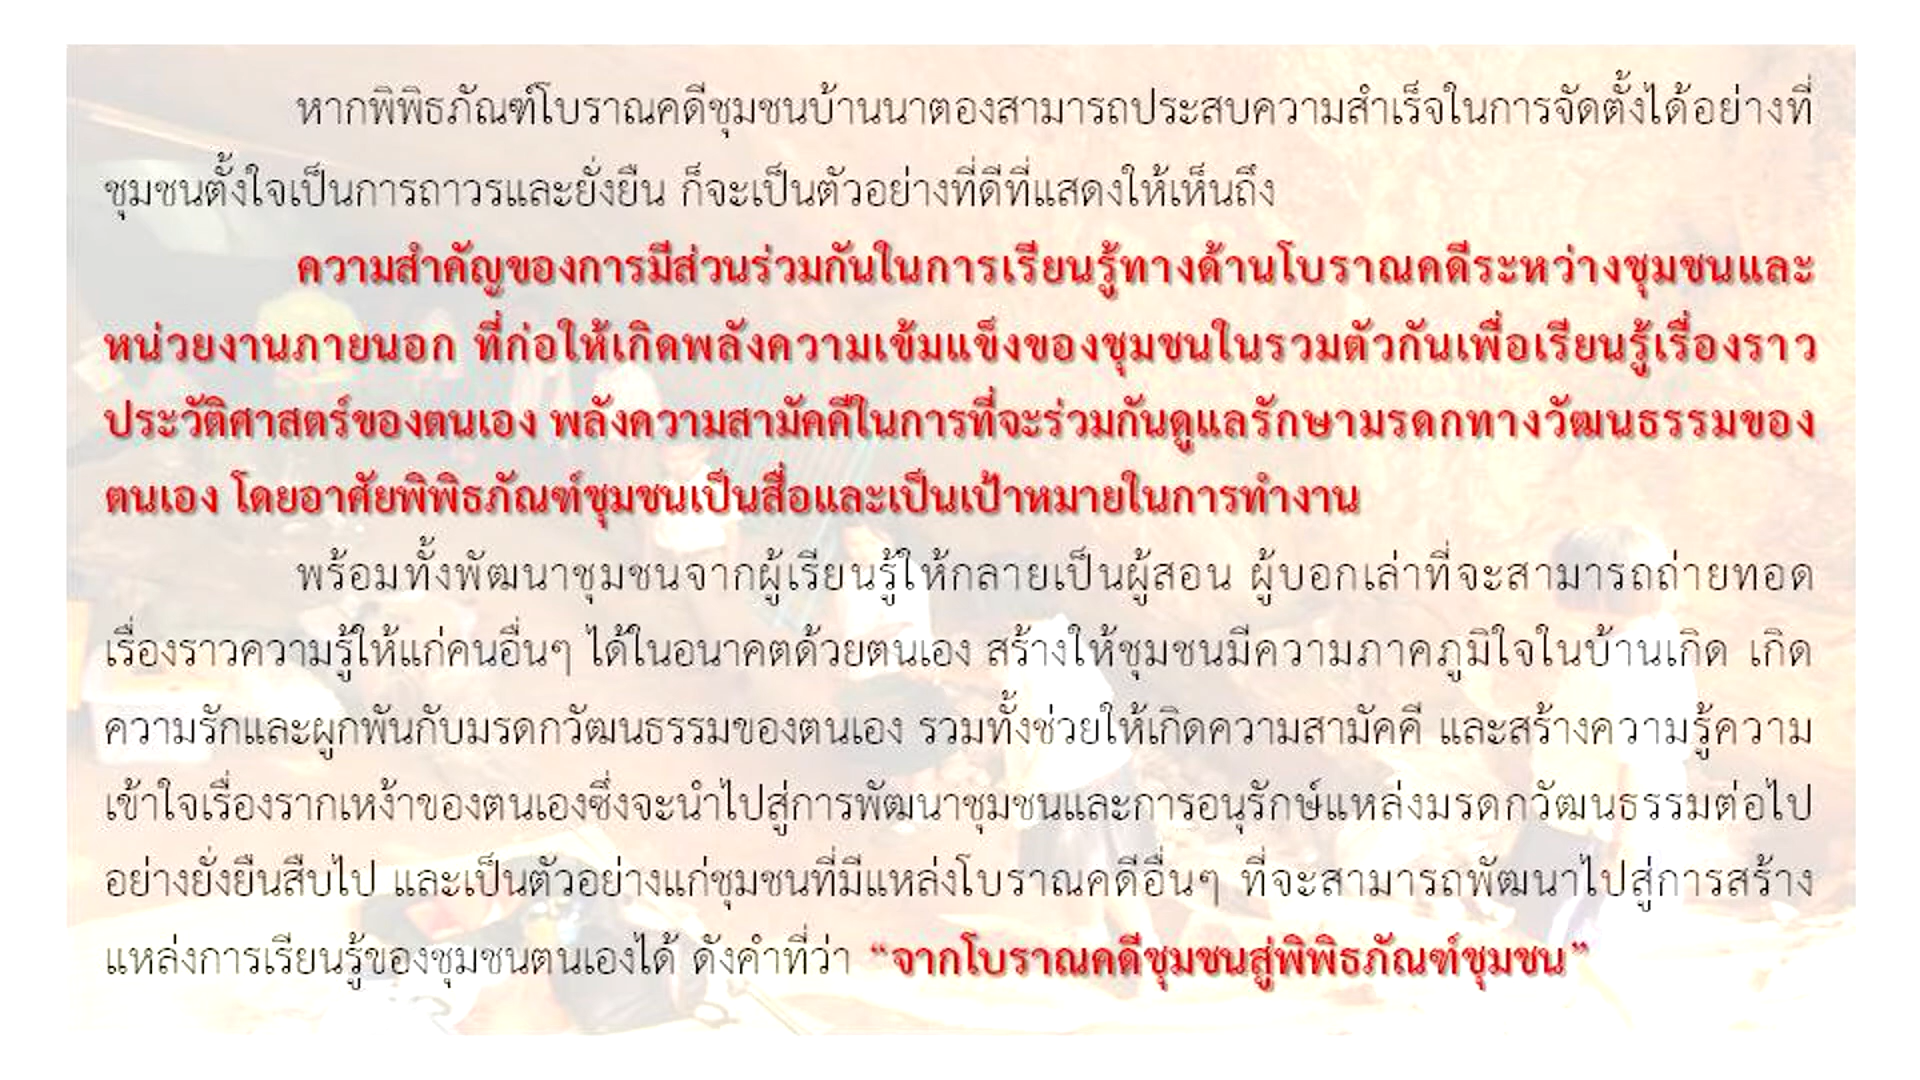 หากพิพิธภัณฑ์โบราณคดีชุมชนบ้านนาตองสามารถประสบความสำเร็จในการจัดตั้งได้อย่างที่
ชุมชนตั้งใจเป็นการถาวรและยั่งยืน ก็จะเป็นตัวอย่างที่ดีที่แสดงให้เห็นถึง
ความสำคัญของการมีส่วนร่วมกันในการเรียนรู้ทางด้านโบราณคดีระหว่างชุมชนและ
หน่วยงานภายนอก ที่ก่อให้เกิดพลังความเข้มแข็งของชุมชนในรวมตัวกันเพื่อเรียนรู้เรื่องราว
ประวัติศาสตร์ของตนเอง พลังความสามัคคีในการที่จะร่วมกันดูแลรักษามรดกทางวัฒนธรรมของ
ตนเอง โดยอาศัยพิพิธภัณฑ์ชุมชนเป็นสื่อและเป็นเป้าหมายในการทำงาน
พร้อมทั้งพัฒนาชุมชนจากผู้เรียนรู้ให้กลายเป็นผู้สอน ผู้บอกเล่าที่จะสามารถถ่ายทอด
เรื่องราวความรู้ให้แก่คนอื่นๆ ได้ในอนาคตด้วยตนเอง สร้างให้ชุมชนมีความภาคภูมิใจในบ้านเกิด เกิด
ความรักและผูกพันกับมรดกวัฒนธรรมของตนเอง รวมทั้งช่วยให้เกิดความสามัคคี และสร้างความรู้ความ
เข้าใจเรื่องรากเหง้าของตนเองซึ่งจะนำไปสู่การพัฒนาชุมชนและการอนุรักษ์แหล่งมรดกวัฒนธรรมต่อไป
อย่างยั่งยืนสืบไป และเป็นตัวอย่างแก่ชุมชนที่มีแหล่งโบราณคดีอื่นๆ ที่จะสามารถพัฒนาไปสู่การสร้าง
แหล่งการเรียนรู้ของชุมชนตนเองได้ ดังคำที่ว่า “จากโบราณคดีชุมชนสู่พิพิธภัณฑ์ชุมชน”